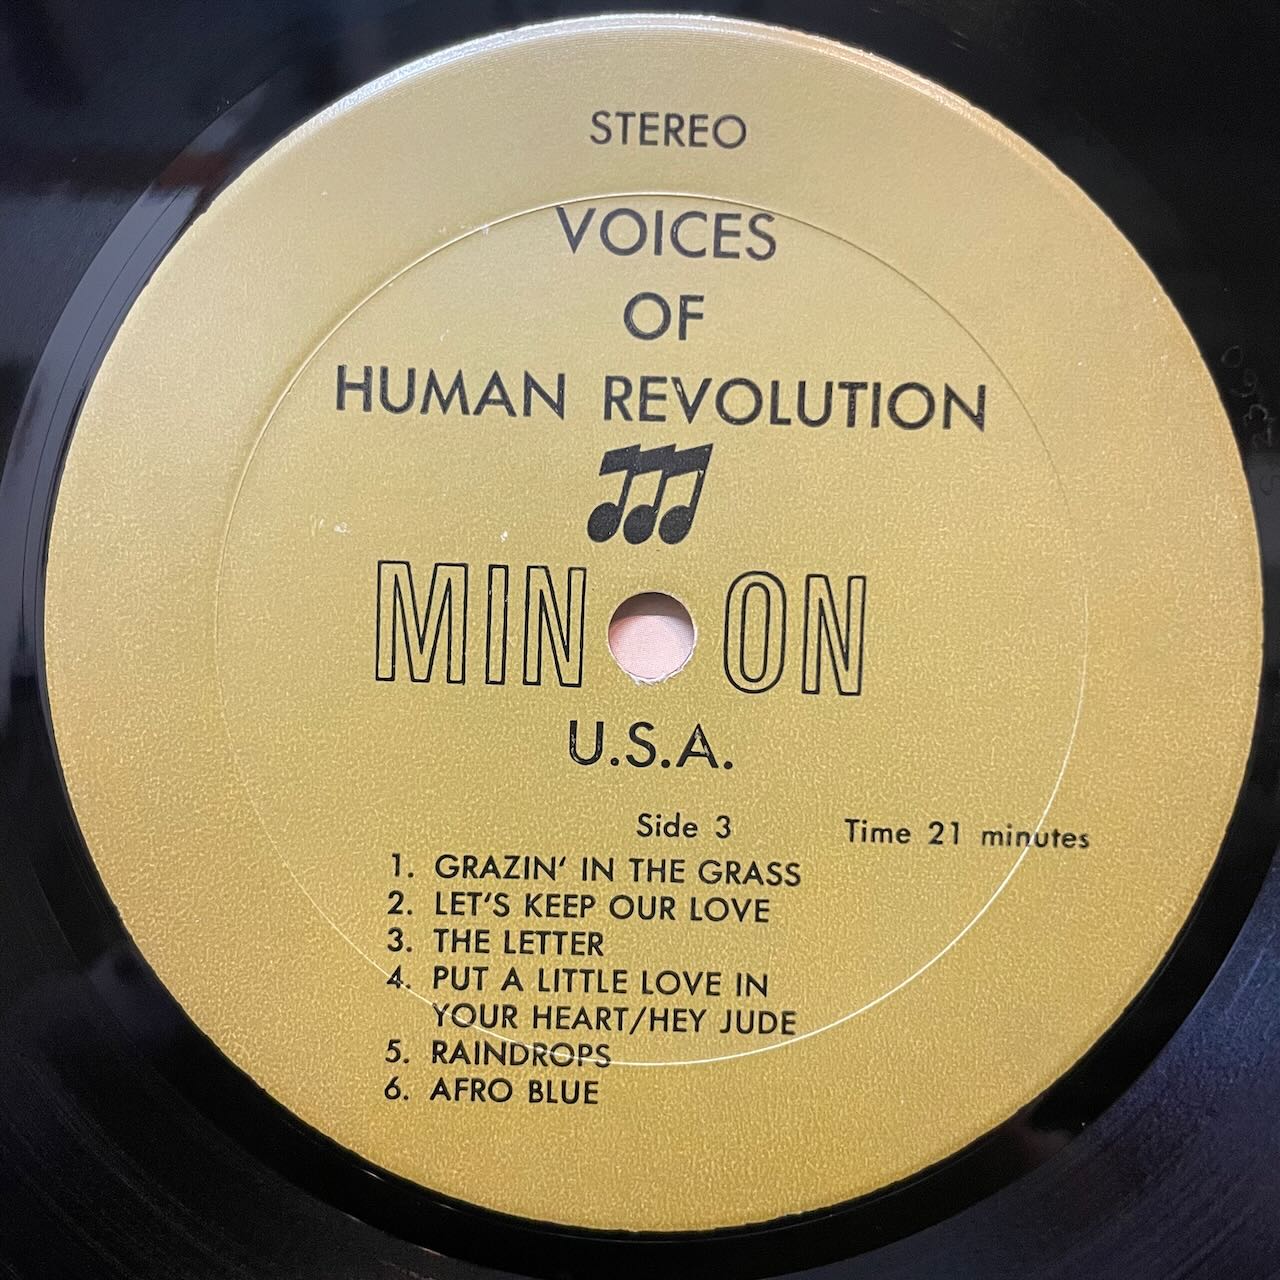 STEREO
VOICES
OF
HUMAN REVOLUTION
MIN ON
U.S.A.
Side 3 Time 21 minutes
1. GRAZIN' IN THE GRASS
2. LET'S KEEP OUR LOVE
3. THE LETTER
4. PUT A LITTLE LOVE IN
YOUR HEART/HEY JUDE
5. RAINDROPS
6. AFRO BLUE